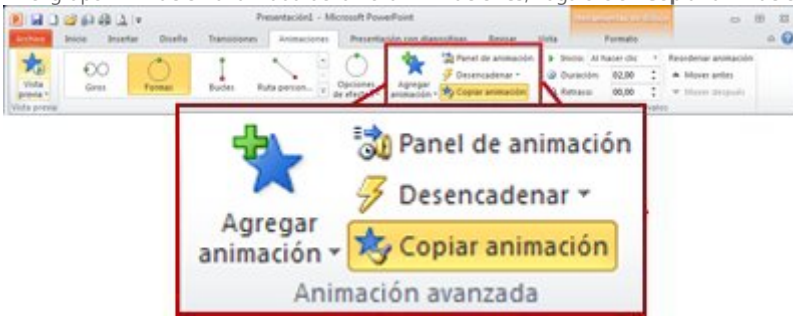 Presentación1 - Microsoft PowerPoint
Archivo Inicio Insertar Diseño Transiciones Animaciones Presentación con diapositivas Revisar Vista Formato
Vista previa
Giros
Formas
Bucles
Ruta person...
Opciones de efectos
Agregar animación
Panel de animación
Desencadenar
Copiar animación
Inicio: Al hacer clic
Duración: 02,00
Retraso: 00,00
Reordenar animación
Mover antes
Mover después
Vista previa
Agregar
animación
Panel de animación
Desencadenar
Copiar animación
Animación avanzada